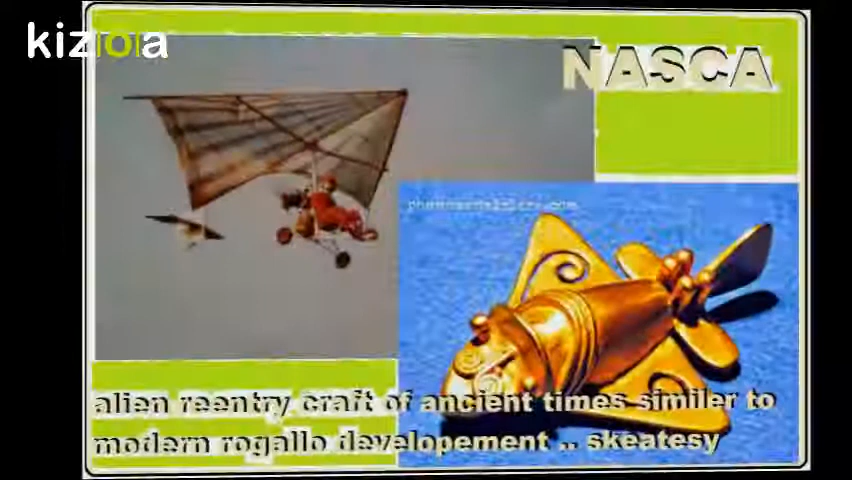 kizoa
NASCA
alien reentry craft of ancient times similer to
modern rogallo developement .. skeatesy